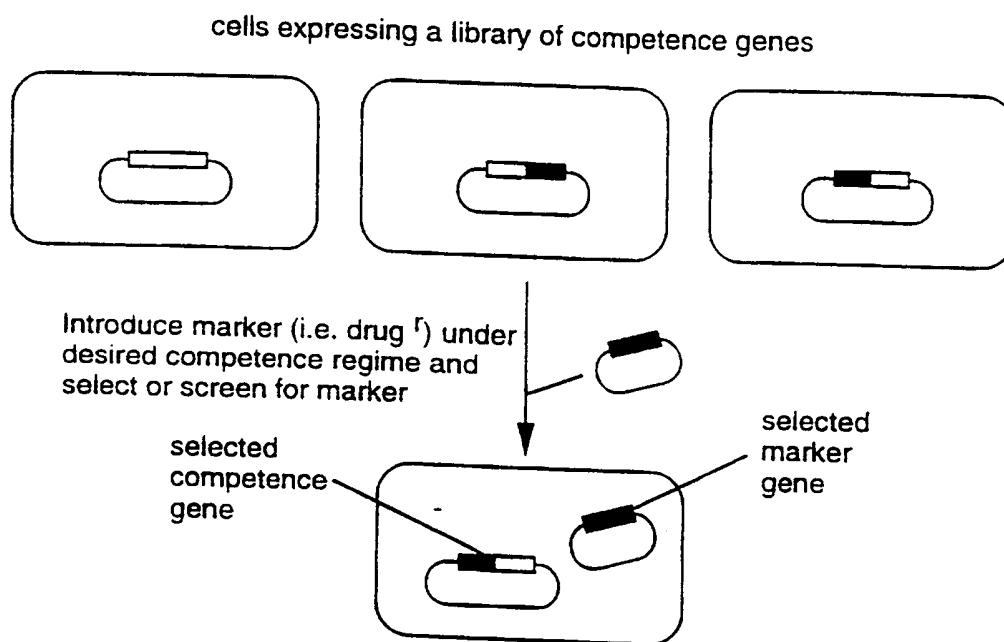 cells expressing a library of competence genes
Introduce marker (i.e. drug r) under
desired competence regime and
select or screen for marker
selected
competence
gene
selected
marker
gene